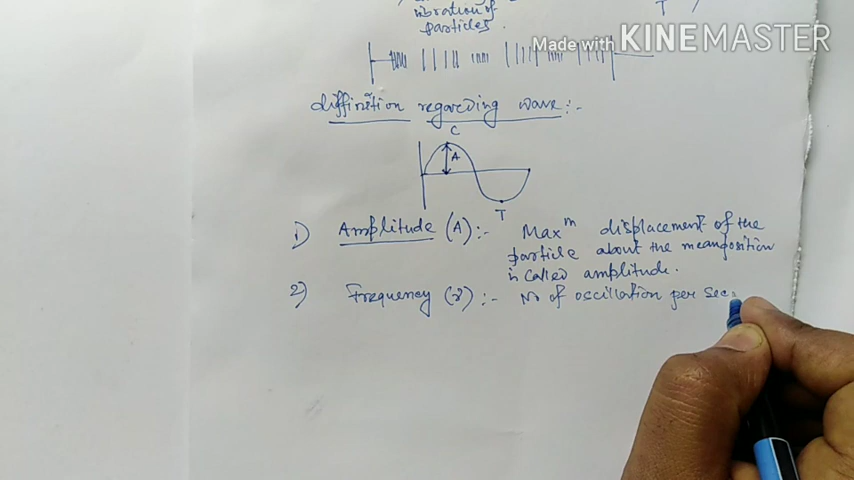 vibration of
particles.
T
Made with KINEMASTER
diffinition regarding wave:-
C
A
T
1) Amplitude (A):- Maxᵐ displacement of the
particle about the meanposition
is called amplitude.
2) Frequency (ν):- No of oscillation per sec